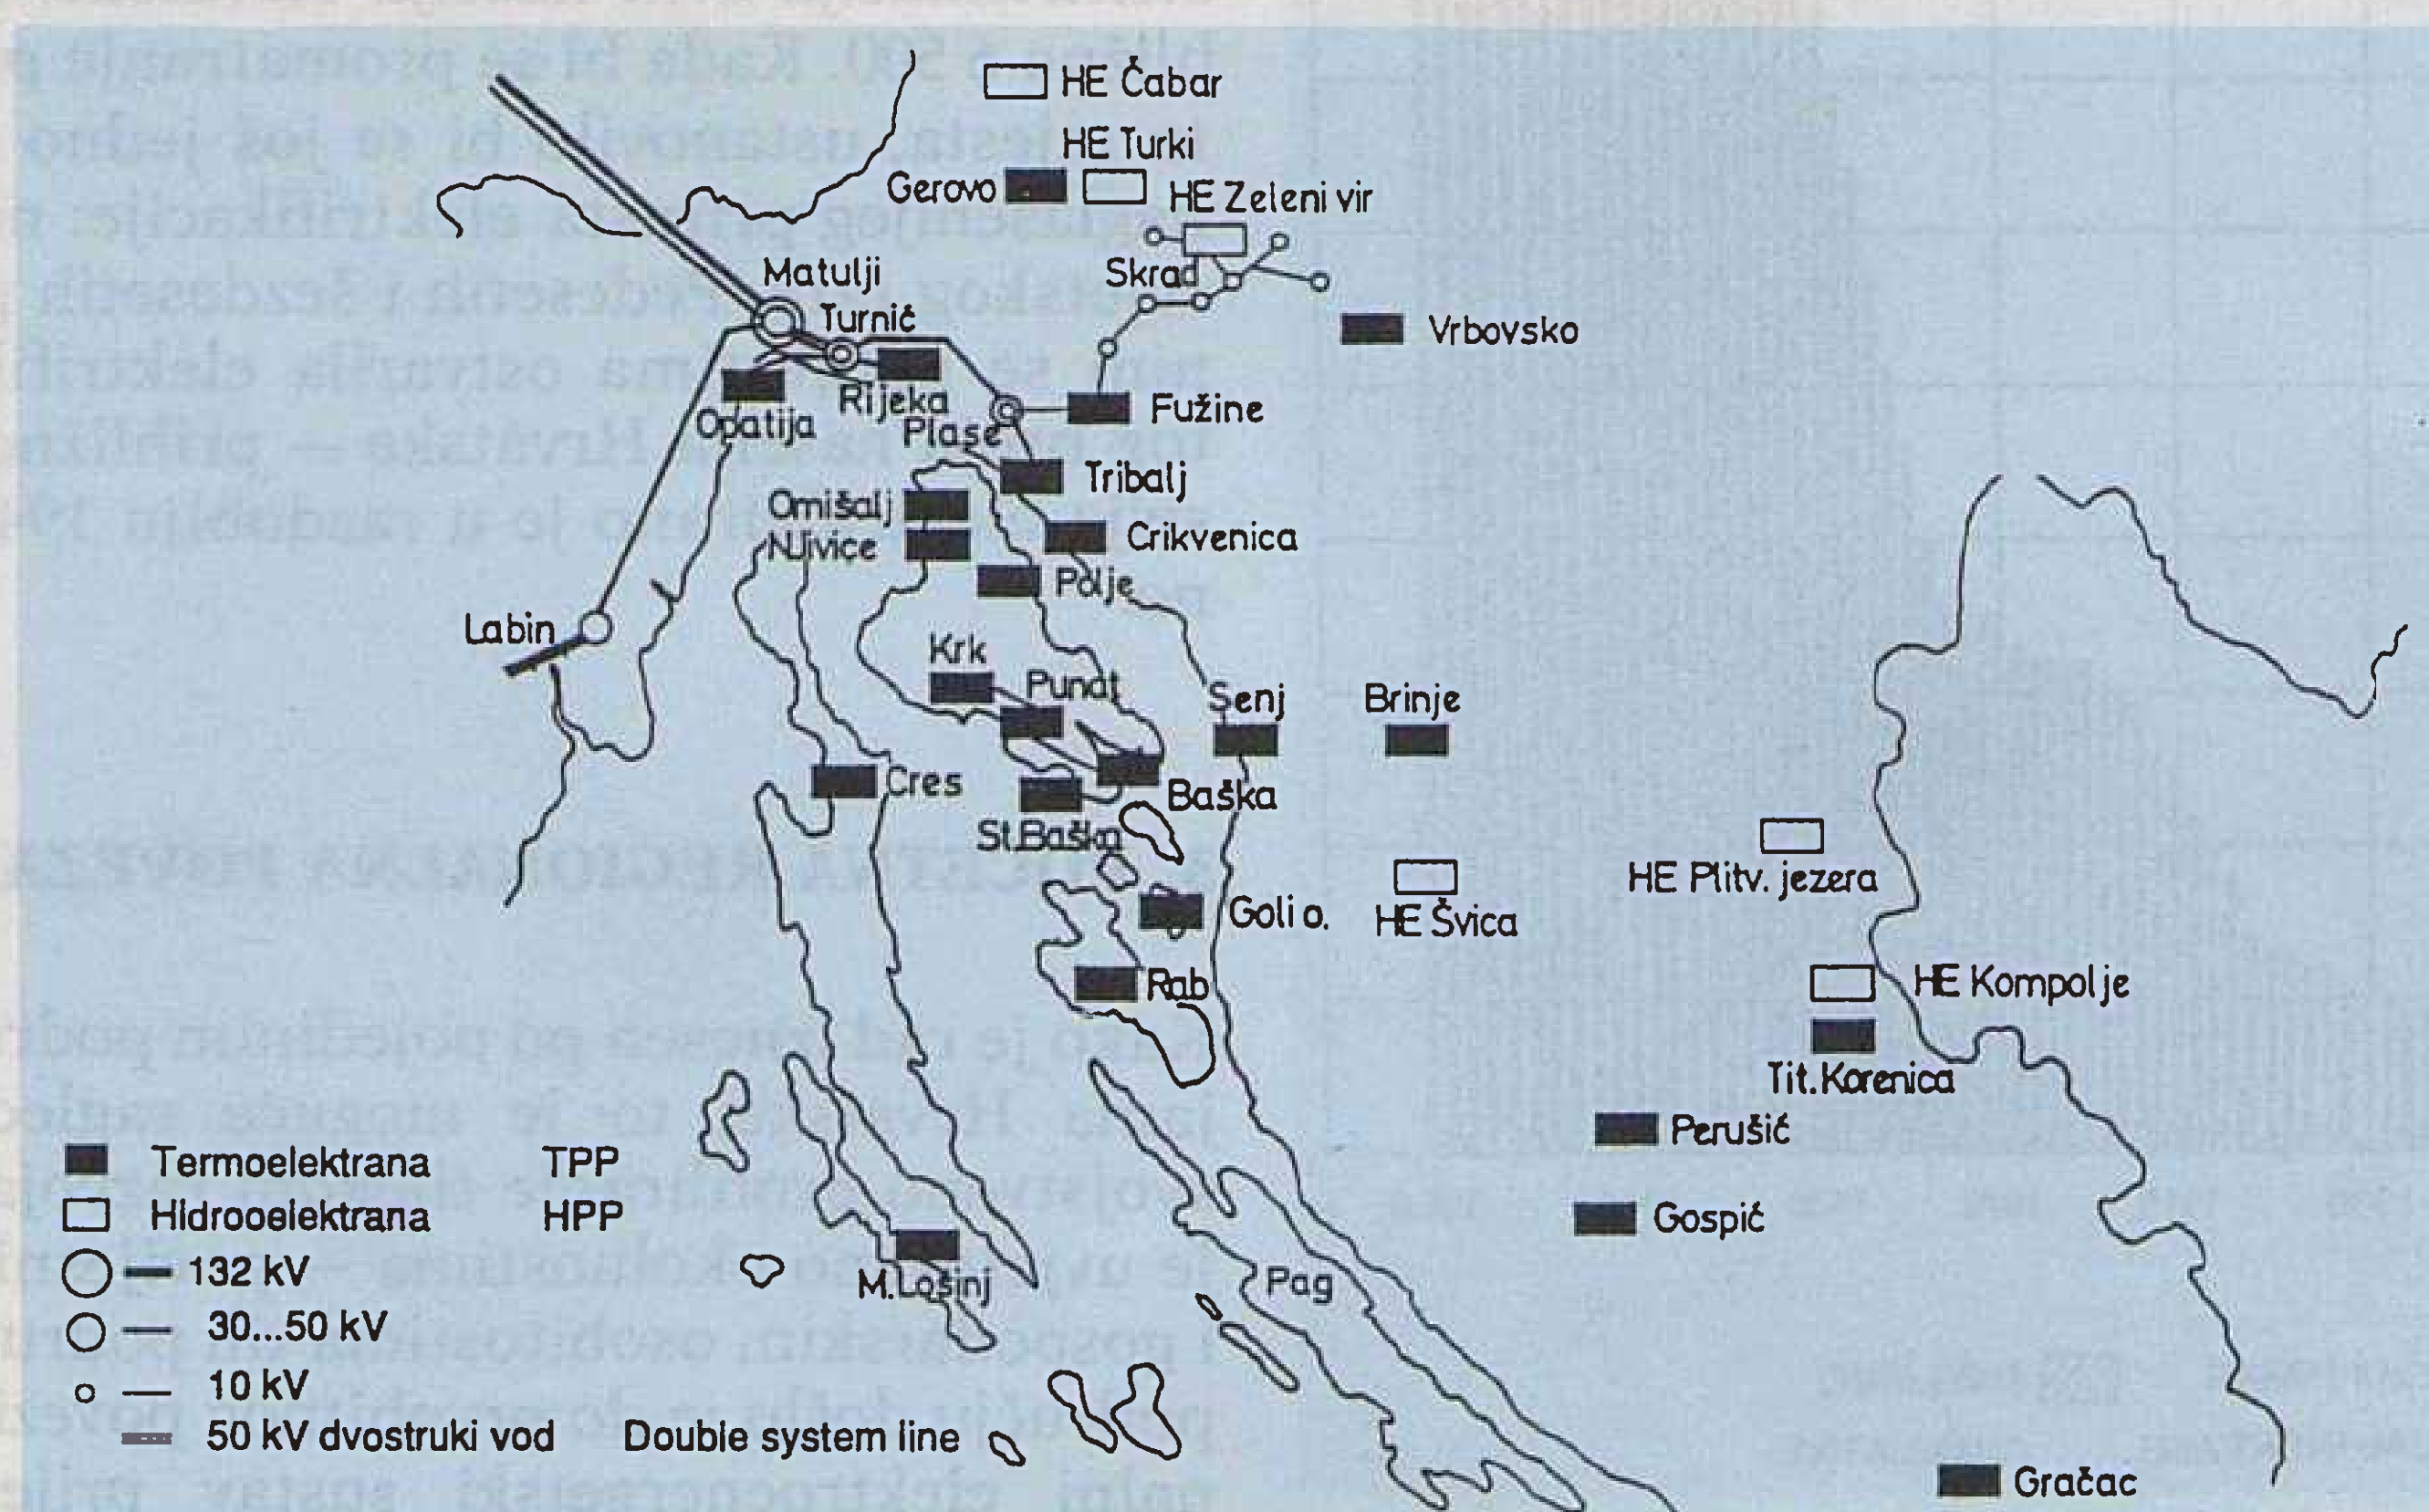 HE Čabar
HE Turki
Gerovo
HE Zeleni vir
Skrad
Matulji
Turnić
Vrbovsko
Rijeka
Opatija
Plase
Fužine
Tribalj
Omišalj
Njivice
Crikvenica
Polje
Labin
Krk
Punat
Senj
Brinje
Cres
Baška
St.Baška
HE Plitv. jezera
Goli o.
HE Švica
Rab
HE Kompolje
Tit.Korenica
Perušić
Gospić
M.Lošinj
Pag
Gračac
Termoelektrana TPP
Hidrooelektrana HPP
132 kV
30...50 kV
10 kV
50 kV dvostruki vod Double system line